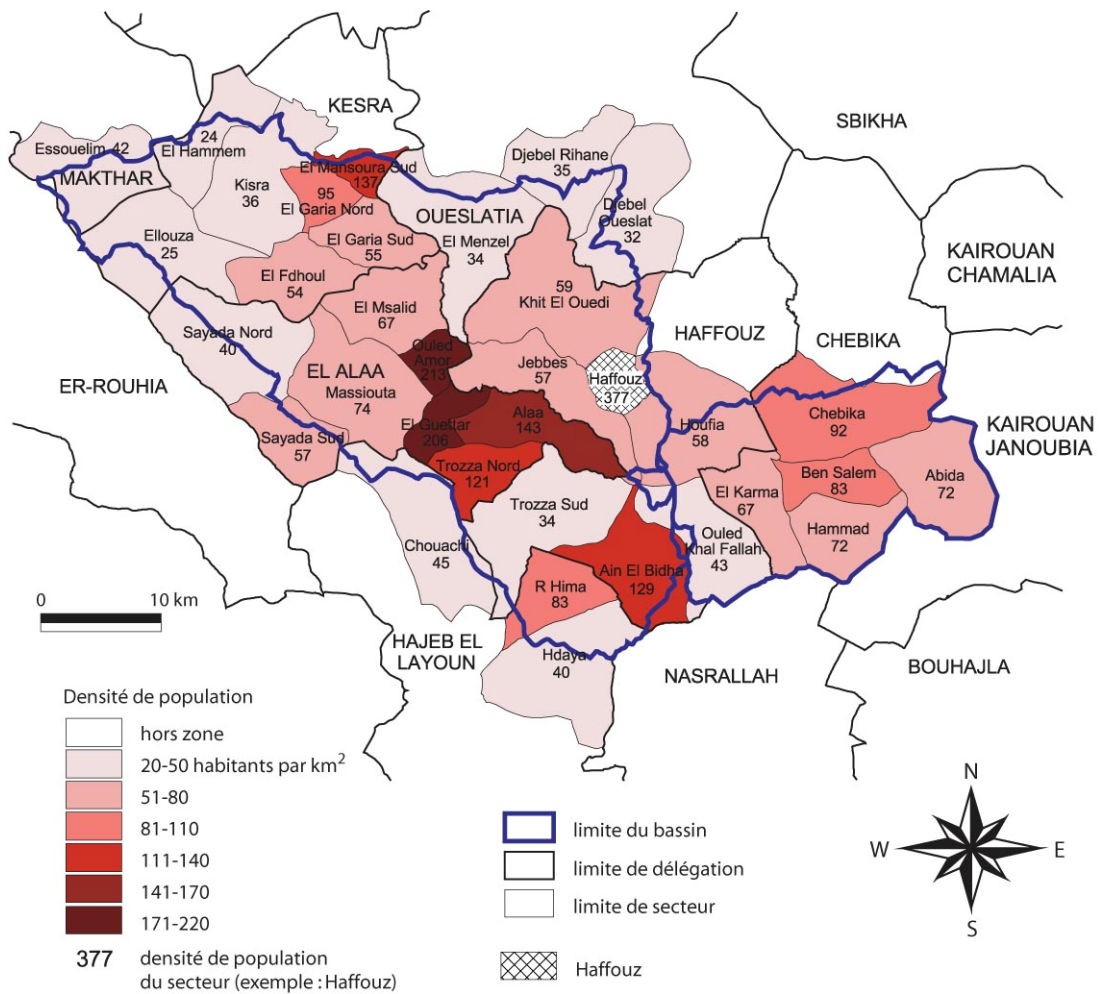 KESRA
SBIKHA
24
Essouelim 42
El Hammem
Djebel Rihane
35
MAKTHAR
El Mansoura Sud
137
Kisra
36
95
El Garia Nord
OUESLATIA
Djebel
Oueslat
32
El Garia Sud
55
El Menzel
34
Ellouza
25
KAIROUAN
CHAMALIA
El Fdhoul
54
59
Khit El Ouedi
El Msalid
67
Sayada Nord
40
HAFFOUZ
CHEBIKA
Ouled
Amor
213
Jebbes
57
ER-ROUHIA
EL ALAA
Massiouta
74
Haffouz
377
Alaa
143
Chebika
92
El Guettar
206
Houfia
58
KAIROUAN
JANOUBIA
Sayada Sud
57
Trozza Nord
121
Ben Salem
83
Abida
72
El Karma
67
Trozza Sud
34
Hammad
72
Ouled
Khal Fallah
43
Chouachi
45
Ain El Bidha
129
R Hima
83
0 10 km
HAJEB EL
LAYOUN
Hdaya
40
NASRALLAH
BOUHAJLA
Densité de population
hors zone
20-50 habitants par km²
51-80
81-110
111-140
141-170
171-220
377 densité de population
du secteur (exemple : Haffouz)
limite du bassin
limite de délégation
limite de secteur
Haffouz
N
W E
S